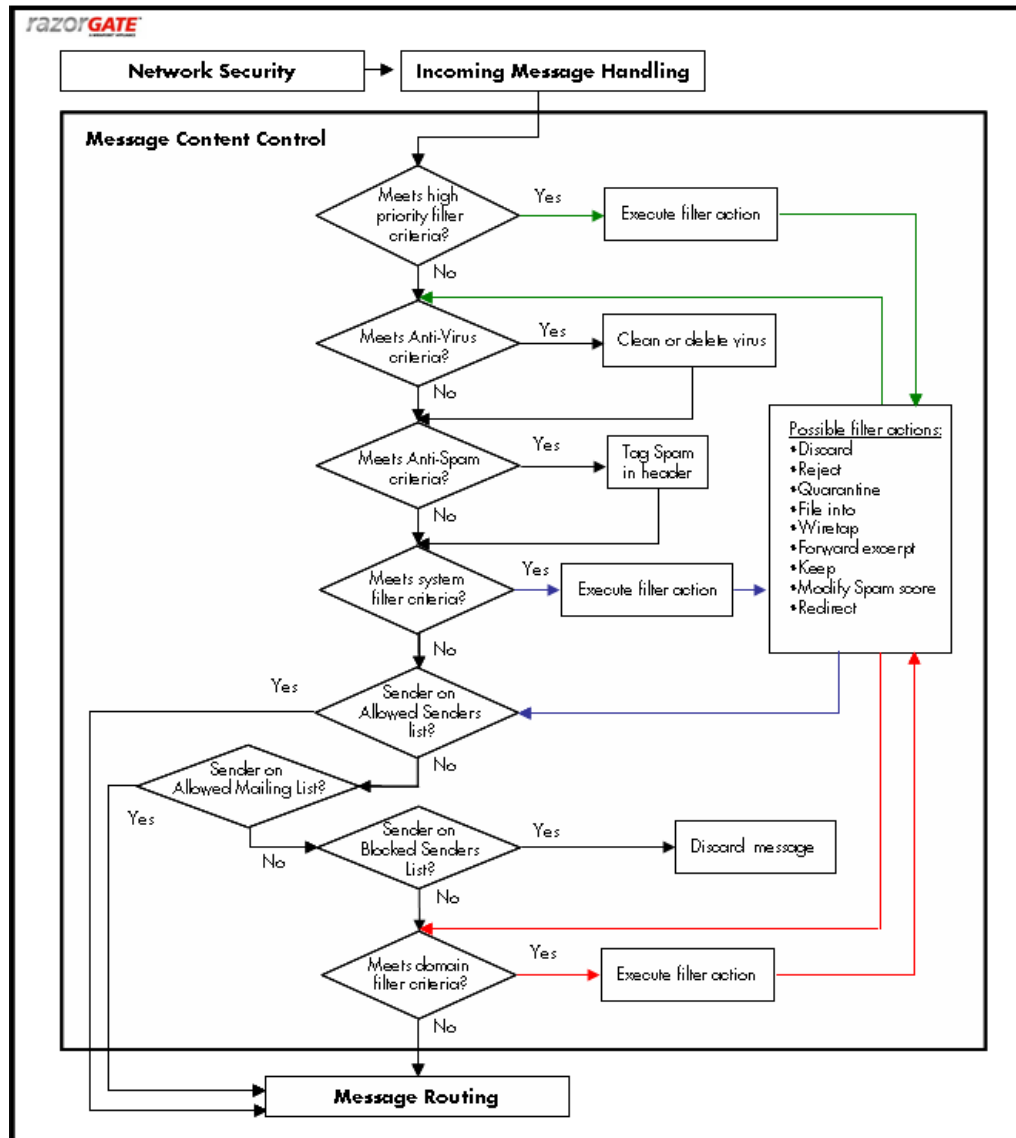 razorGATE
Network Security
Incoming Message Handling
Message Content Control
Meets high
priority filter
criteria?
Yes
Execute filter action
No
Meets Anti-Virus
criteria?
Yes
Clean or delete virus
No
Meets Anti-Spam
criteria?
Yes
Tag Spam
in header
No
Possible filter actions:
•Discard
•Reject
•Quarantine
•File into
•Wiretap
•Forward excerpt
•Keep
•Modify Spam score
•Redirect
Meets system
filter criteria?
Yes
Execute filter action
No
Sender on
Allowed Senders
list?
Yes
No
Sender on
Allowed Mailing List?
Yes
No
Sender on
Blocked Senders
List?
Yes
Discard message
No
Meets domain
filter criteria?
Yes
Execute filter action
No
Message Routing